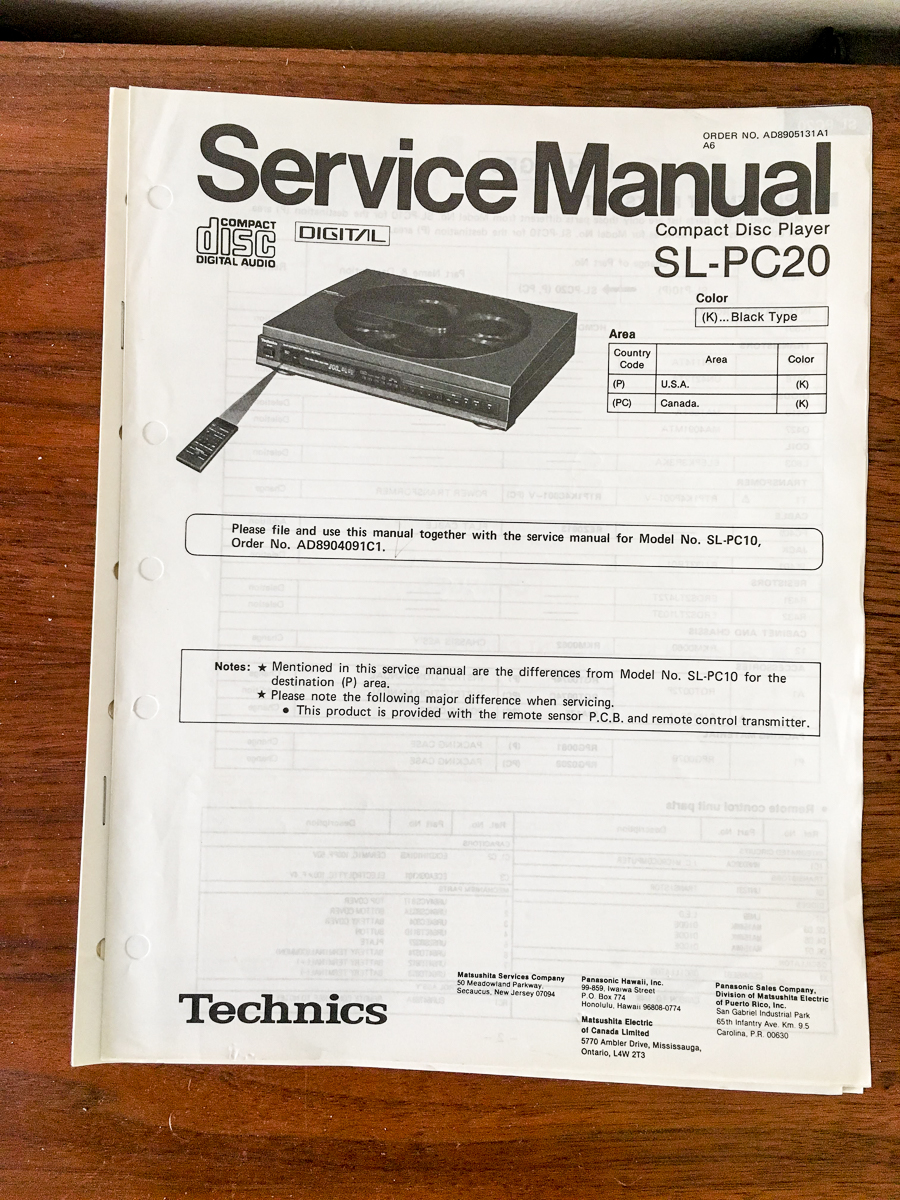 ORDER NO. AD8905131A1
A6
Service Manual
COMPACT
disc
DIGITAL AUDIO
DIGITAL
Compact Disc Player
SL-PC20
Color
(K)...Black Type
Area
Country Code Area Color
(P) U.S.A. (K)
(PC) Canada. (K)
Please file and use this manual together with the service manual for Model No. SL-PC10,
Order No. AD8904091C1.
Notes: ★ Mentioned in this service manual are the differences from Model No. SL-PC10 for the
destination (P) area.
★ Please note the following major difference when servicing.
● This product is provided with the remote sensor P.C.B. and remote control transmitter.
Technics
Matsushita Services Company
50 Meadowland Parkway,
Secaucus, New Jersey 07094
Panasonic Hawaii, Inc.
99-859, Iwaiwa Street
P.O. Box 774
Honolulu, Hawaii 96808-0774
Matsushita Electric
of Canada Limited
5770 Ambler Drive, Mississauga,
Ontario, L4W 2T3
Panasonic Sales Company,
Division of Matsushita Electric
of Puerto Rico, Inc.
San Gabriel Industrial Park
65th Infantry Ave. Km. 9.5
Carolina, P.R. 00630